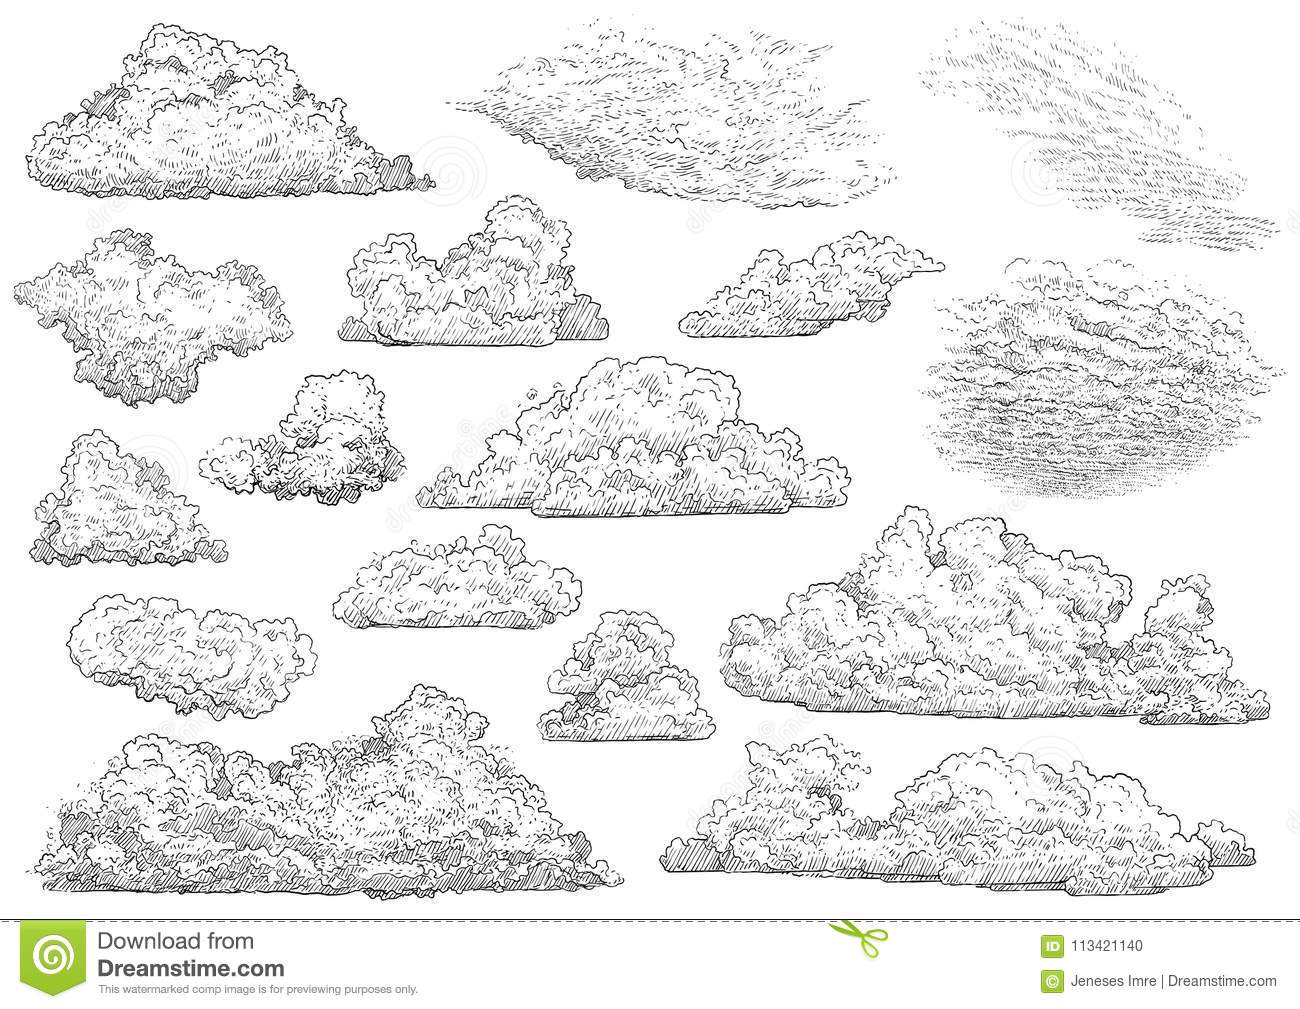 Download from
Dreamstime.com
This watermarked comp image is for previewing purposes only.
ID 113421140
© Jeneses Imre | Dreamstime.com